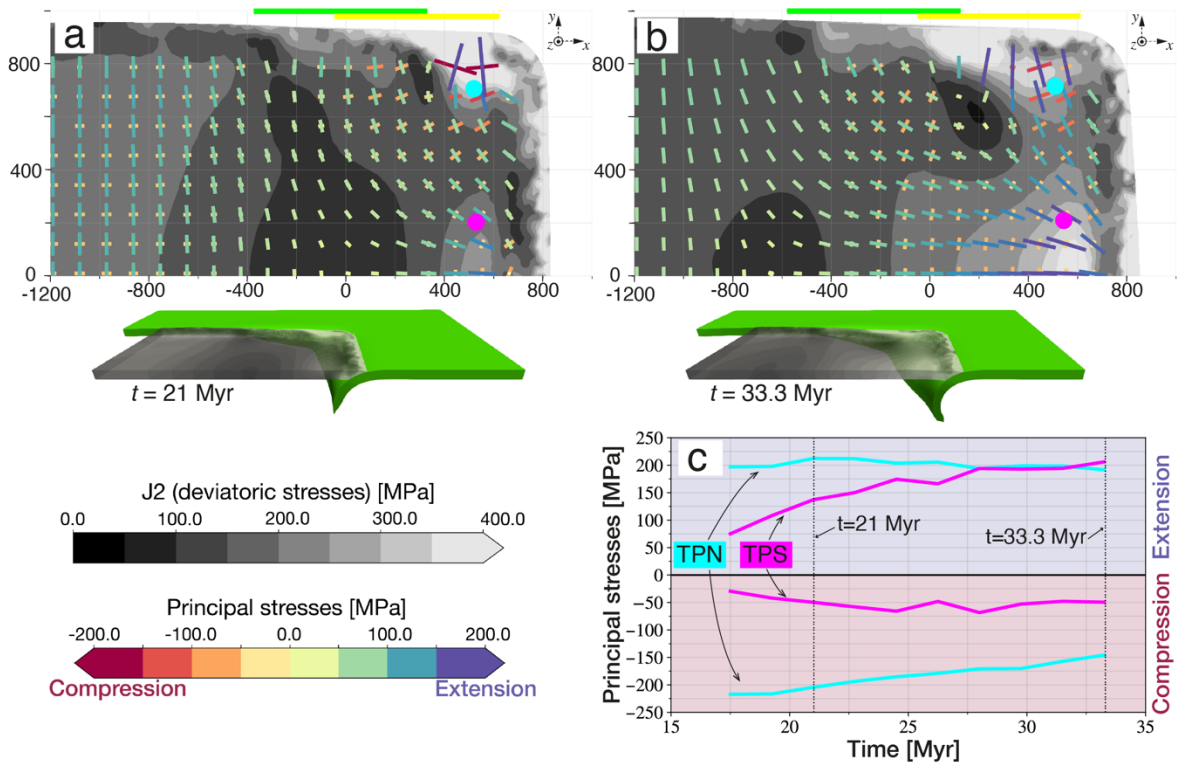 a
b
y
z
x
y
z
x
800
400
200
0
-1200
-800
-400
0
400
800
800
400
200
0
-1200
-800
-400
0
400
800
t = 21 Myr
t = 33.3 Myr
J2 (deviatoric stresses) [MPa]
0.0 100.0 200.0 300.0 400.0
Principal stresses [MPa]
-200.0 -100.0 0.0 100.0 200.0
Compression
Extension
c
Principal stresses [MPa]
250
200
150
100
50
25
0
−50
−100
−150
−200
−250
15 20 25 30 35
Time [Myr]
TPN
TPS
t=21 Myr
t=33.3 Myr
Extension
Compression